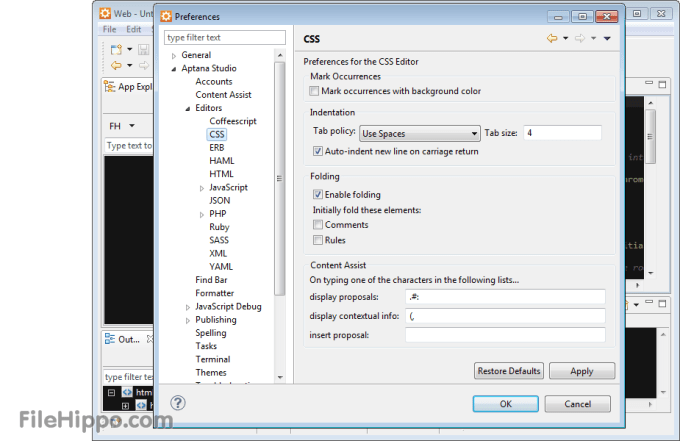 Web - Unt
Preferences
File Edit
type filter text
CSS
General
Aptana Studio
Accounts
Content Assist
Editors
Coffeescript
CSS
ERB
HAML
HTML
JavaScript
JSON
PHP
Ruby
SASS
XML
YAML
Find Bar
Formatter
JavaScript Debug
Publishing
Spelling
Tasks
Terminal
Themes
Preferences for the CSS Editor
Mark Occurrences
Mark occurrences with background color
Indentation
Tab policy: Use Spaces Tab size: 4
Auto-indent new line on carriage return
Folding
Enable folding
Initially fold these elements:
Comments
Rules
Content Assist
On typing one of the characters in the following lists...
display proposals: .#:
display contextual info: (,
insert proposal:
Restore Defaults Apply
OK Cancel
App Expl
FH
Type text to
Out...
type filter te
htm
int
rom
tia
ro
FileHippo.com